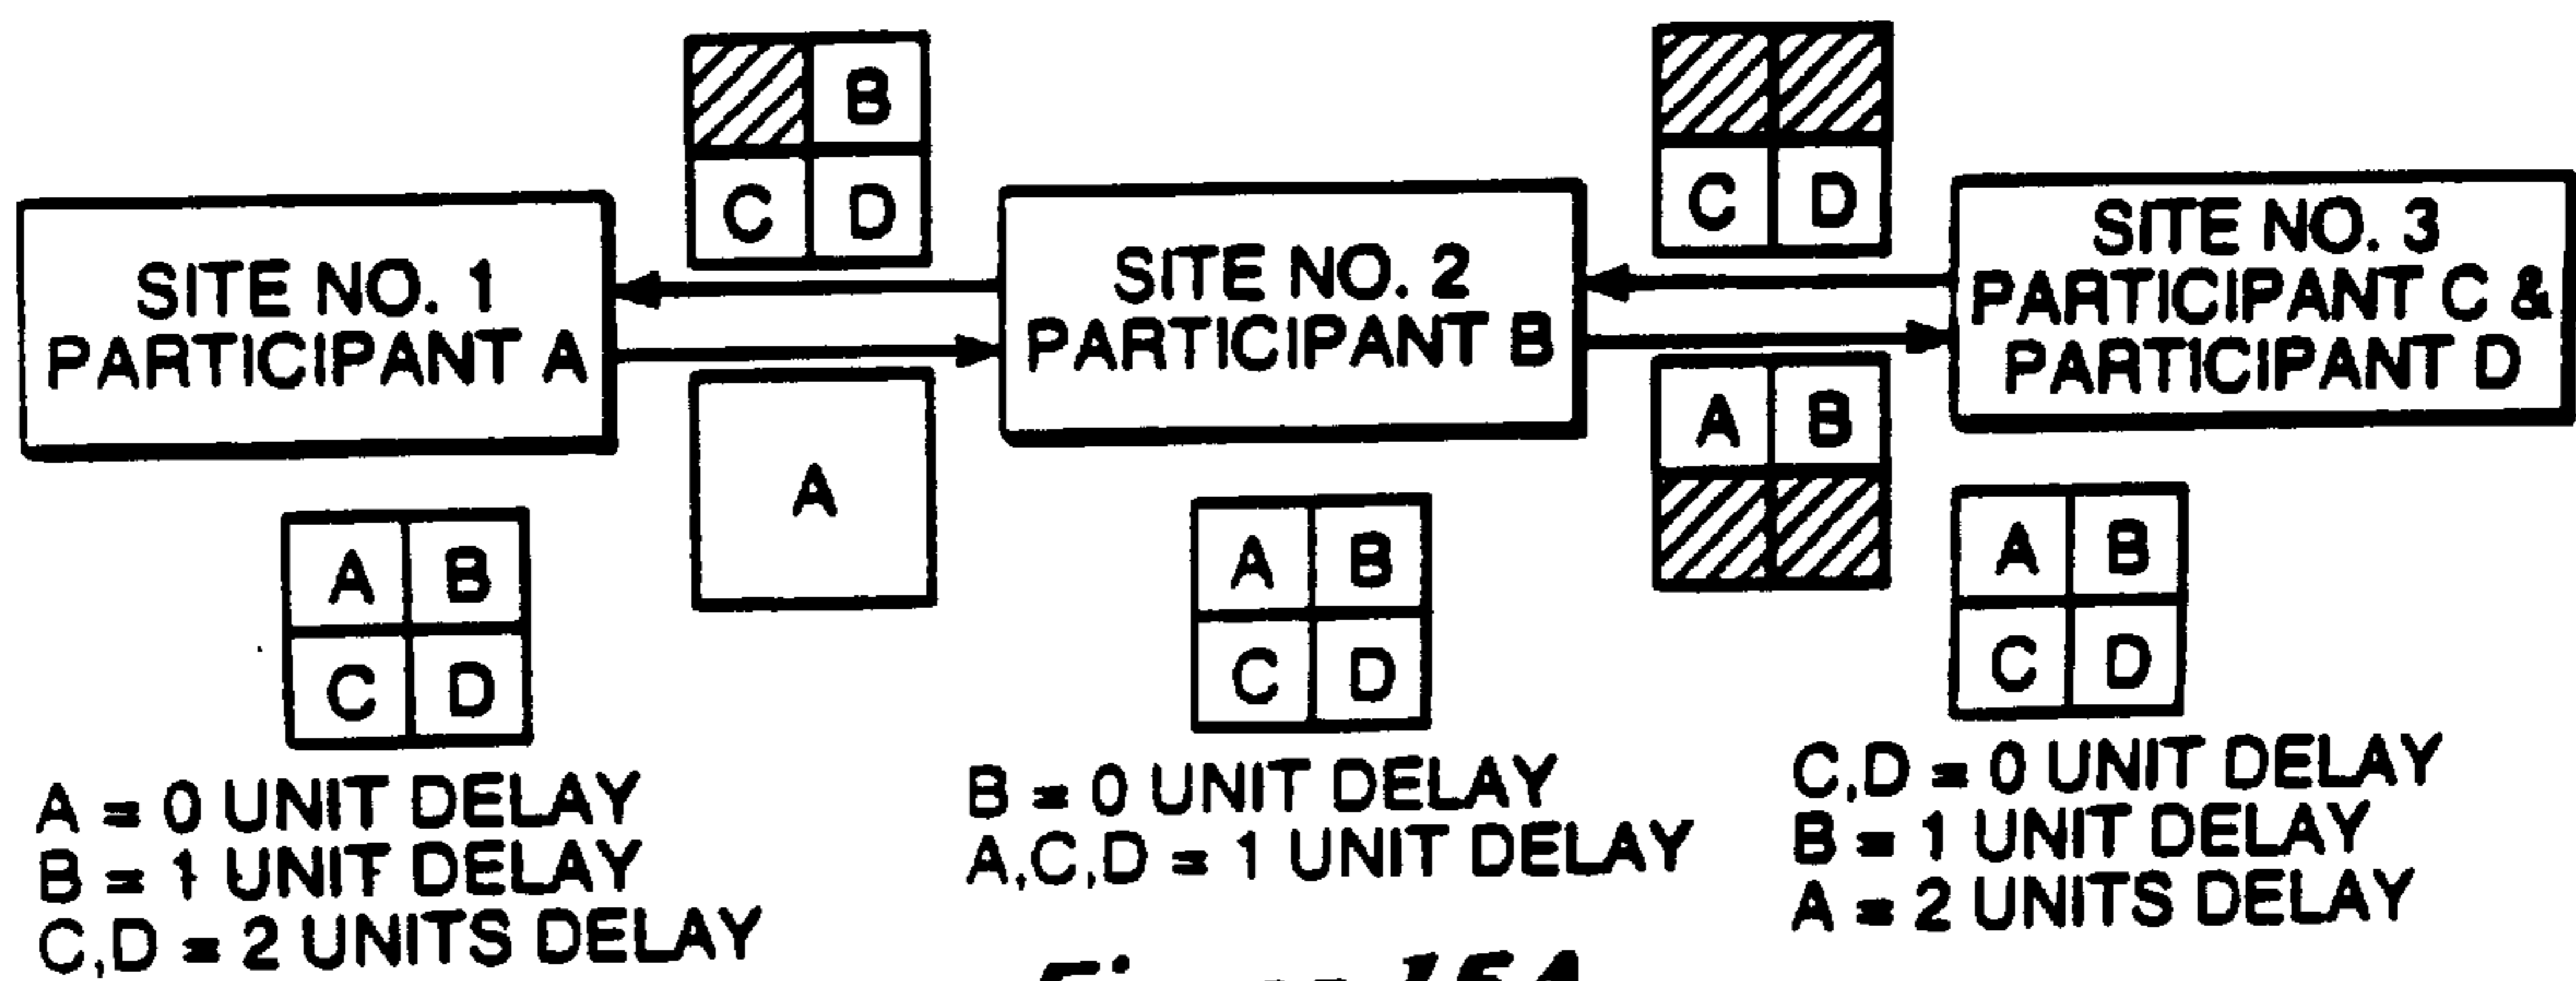 B
C D
C D
SITE NO. 1
PARTICIPANT A
SITE NO. 2
PARTICIPANT B
SITE NO. 3
PARTICIPANT C &
PARTICIPANT D
A
A B
A B
C D
A B
C D
A B
C D
A = 0 UNIT DELAY
B = 1 UNIT DELAY
C,D = 2 UNITS DELAY
B = 0 UNIT DELAY
A,C,D = 1 UNIT DELAY
C,D = 0 UNIT DELAY
B = 1 UNIT DELAY
A = 2 UNITS DELAY